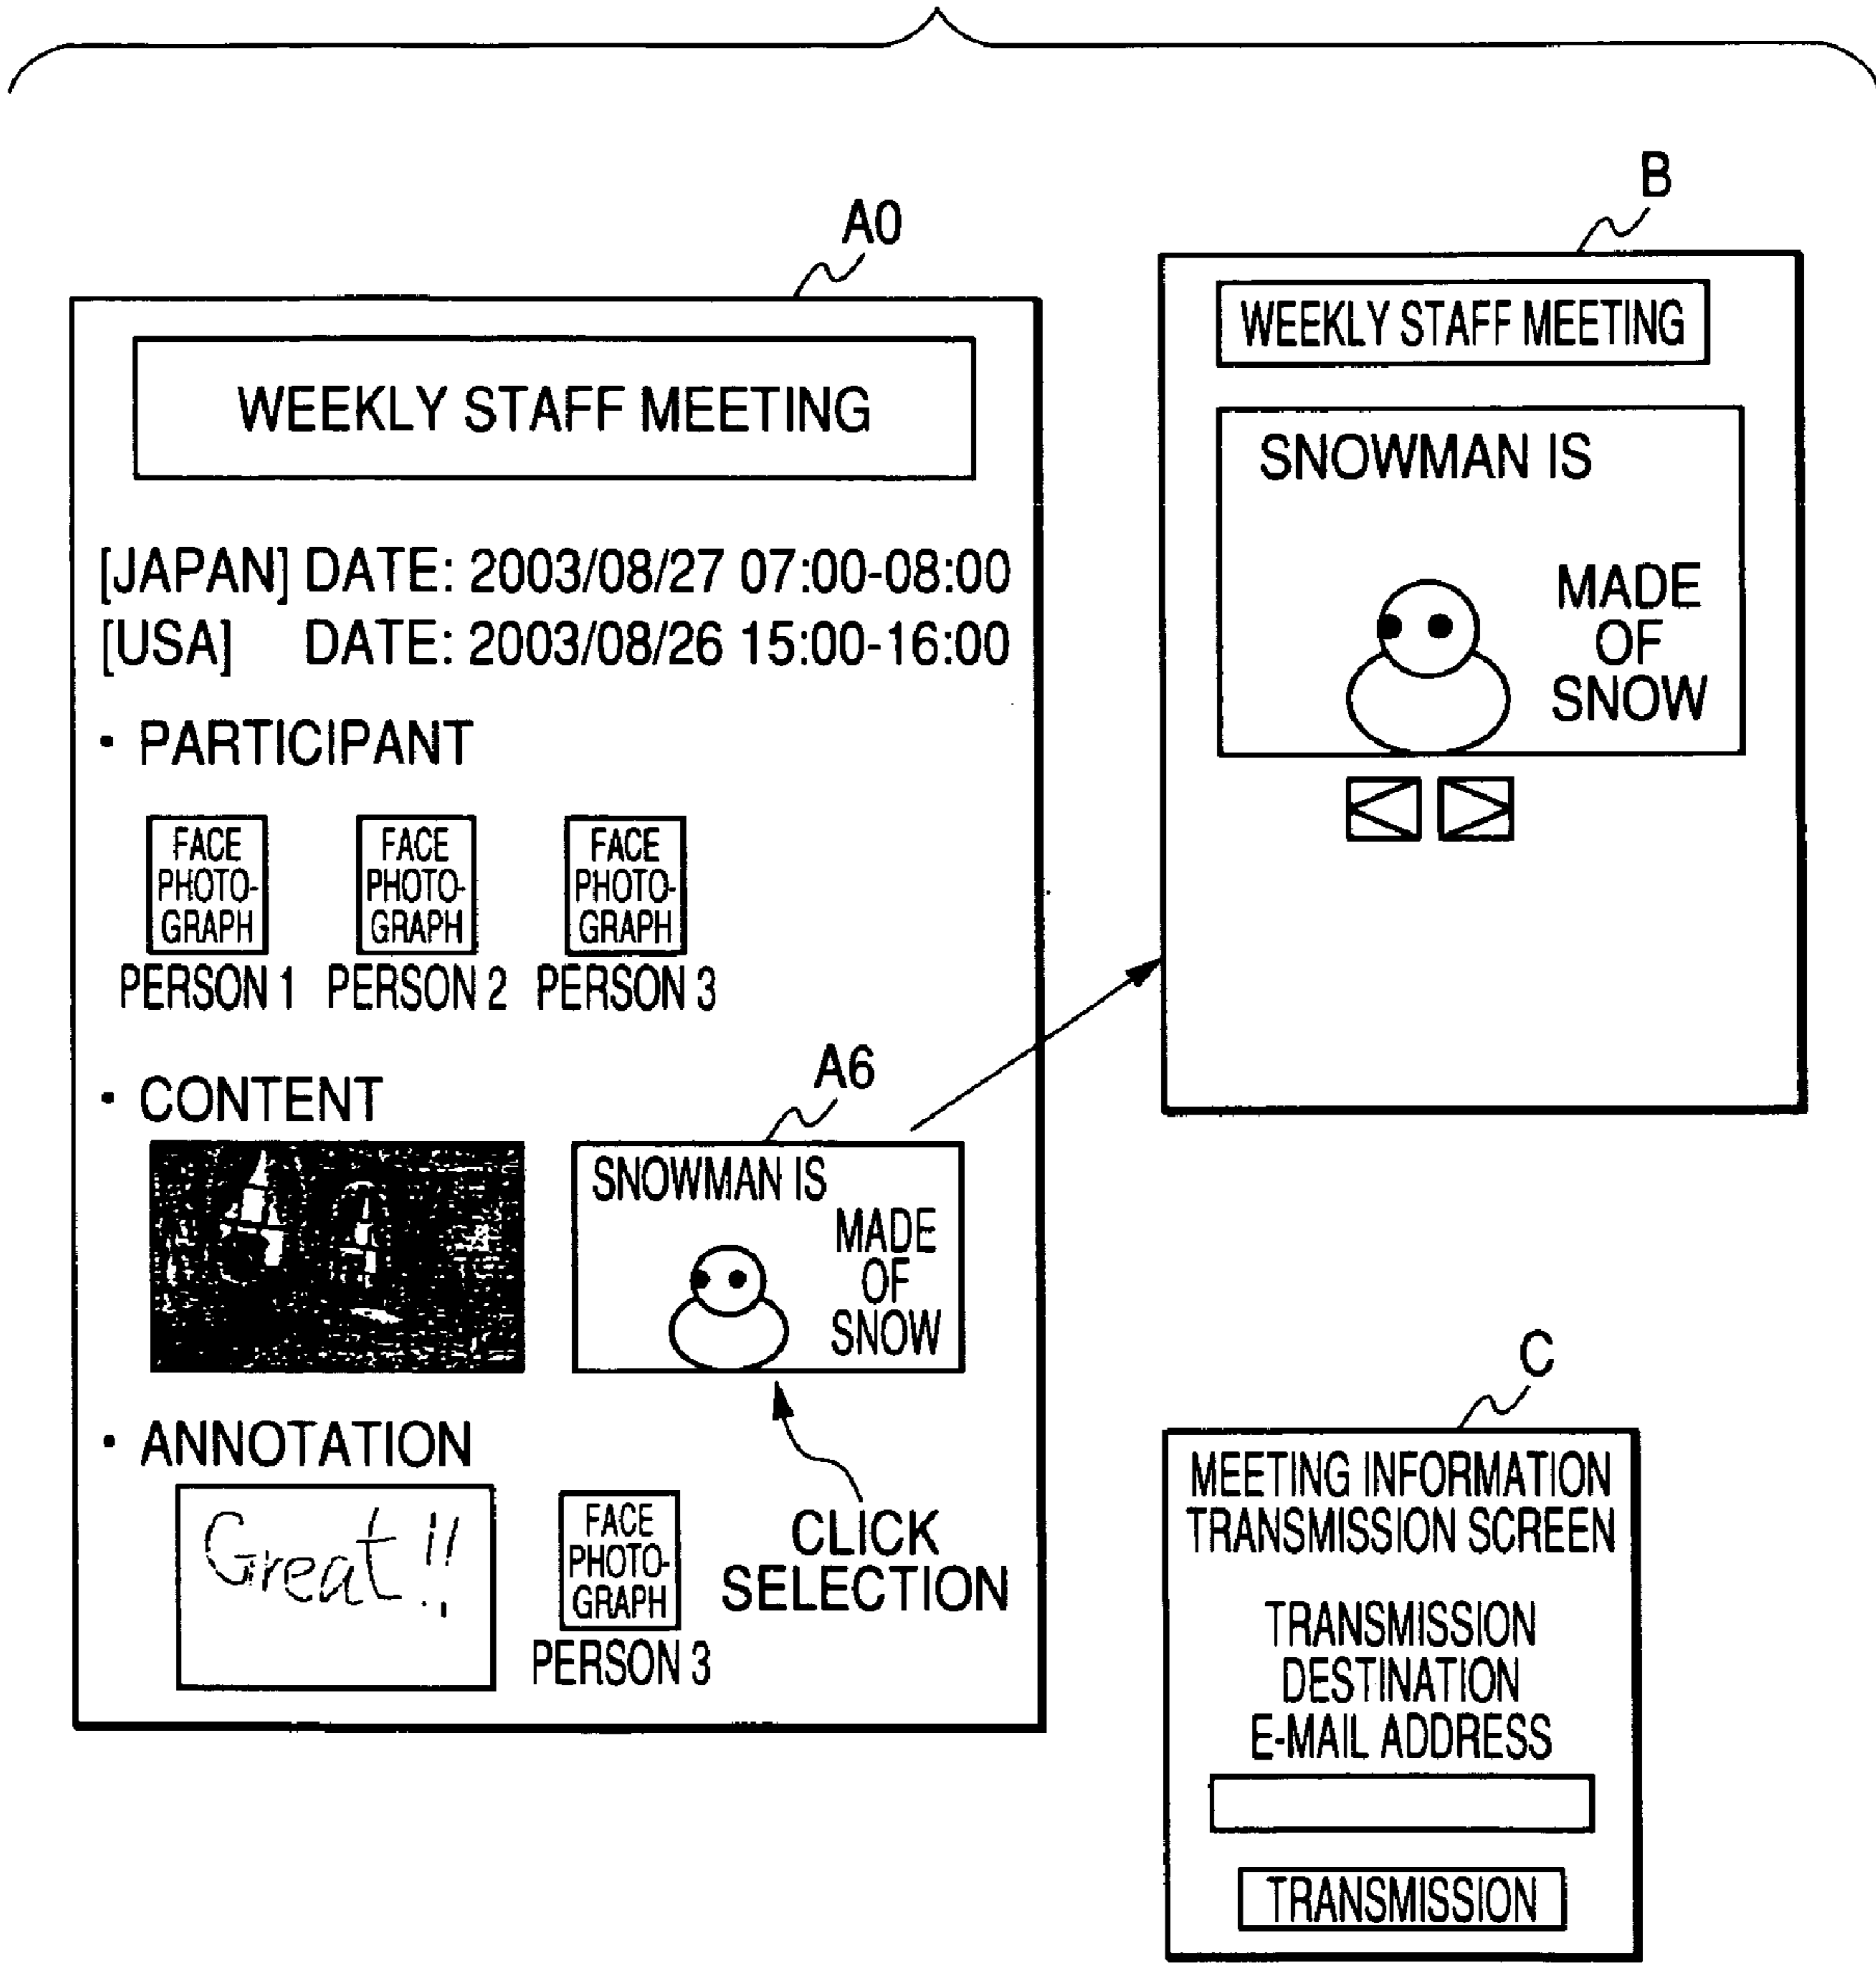 A0
WEEKLY STAFF MEETING
[JAPAN] DATE: 2003/08/27 07:00-08:00
[USA] DATE: 2003/08/26 15:00-16:00
· PARTICIPANT
FACE PHOTO- GRAPH
PERSON 1
FACE PHOTO- GRAPH
PERSON 2
FACE PHOTO- GRAPH
PERSON 3
· CONTENT
A6
SNOWMAN IS
MADE
OF
SNOW
· ANNOTATION
Great!!
FACE
PHOTO-
GRAPH
PERSON 3
CLICK
SELECTION
B
WEEKLY STAFF MEETING
SNOWMAN IS
MADE
OF
SNOW
C
MEETING INFORMATION
TRANSMISSION SCREEN
TRANSMISSION
DESTINATION
E-MAIL ADDRESS
TRANSMISSION